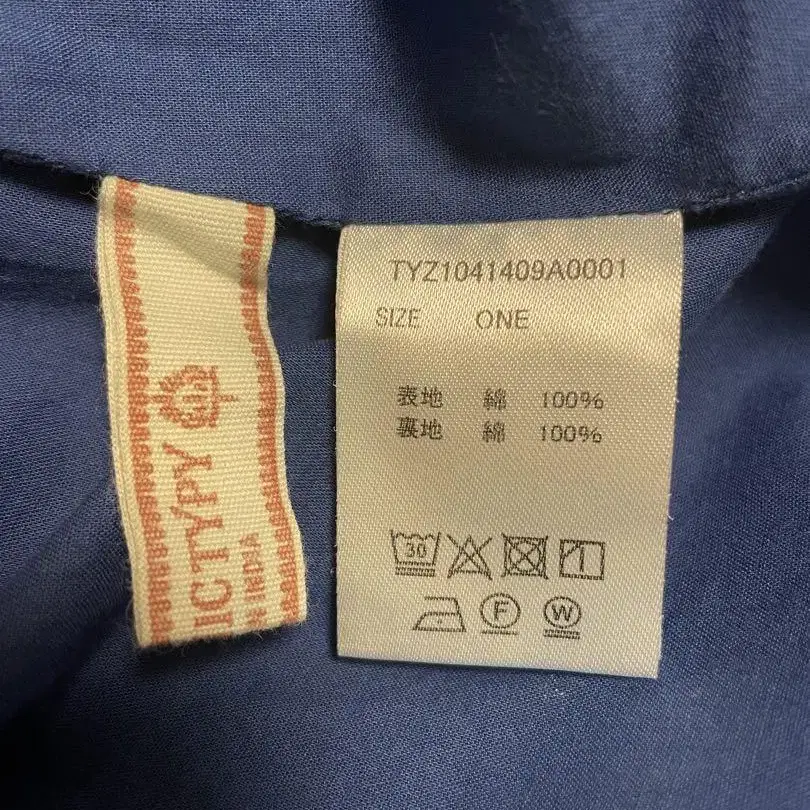 ICTYPY
INDIA
TYZ1041409A0001
SIZE ONE
表地 綿 100%
裏地 綿 100%
30
F W